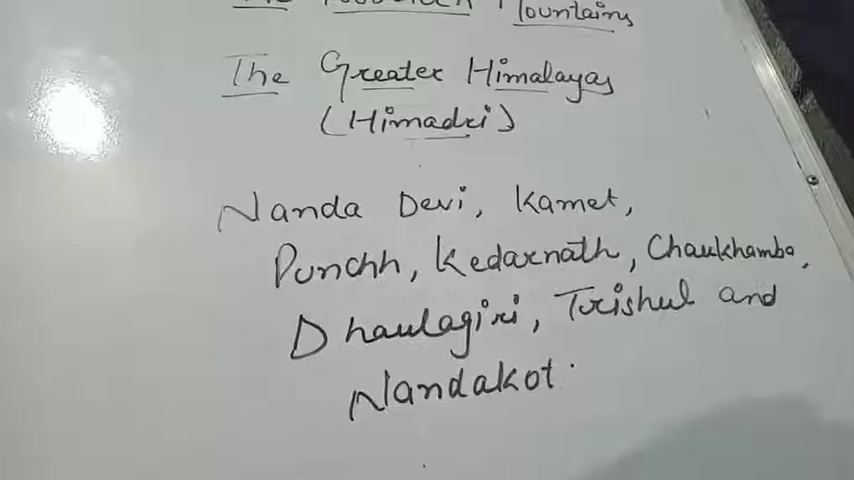 Mountains
The Greater Himalayas
(Himadri)
Nanda Devi, Kamet,
Punchh, Kedarnath, Chaukhamba,
Dhaulagiri, Trishul and
Nandakot.